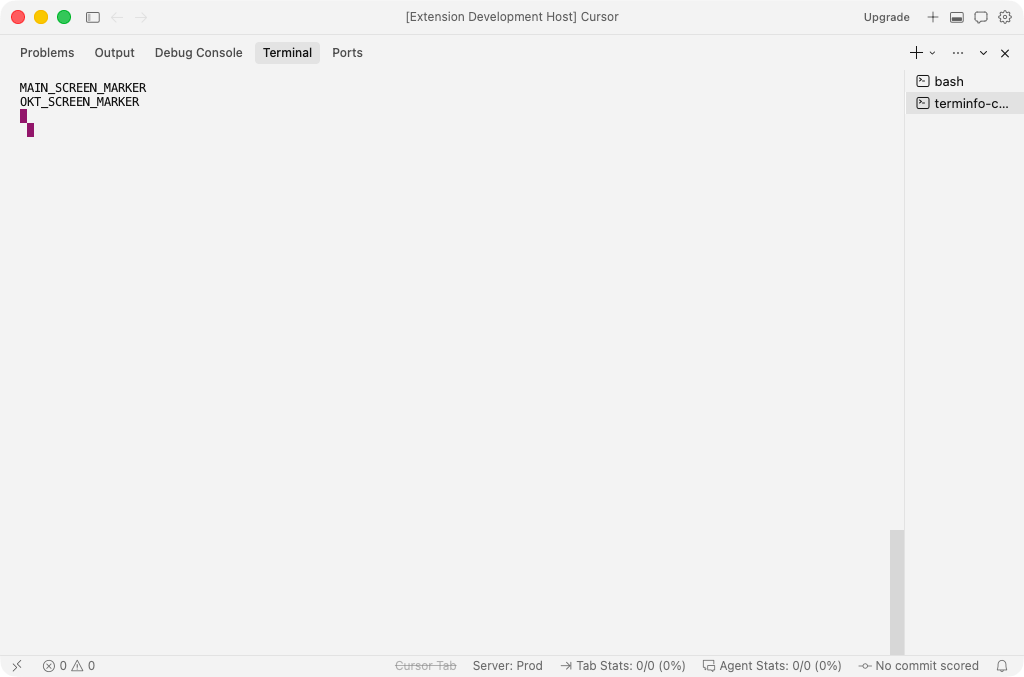 [Extension Development Host] Cursor
Upgrade
Problems Output Debug Console Terminal Ports
MAIN_SCREEN_MARKER
OKT_SCREEN_MARKER
bash
terminfo-c...
0 0 Cursor Tab Server: Prod Tab Stats: 0/0 (0%) Agent Stats: 0/0 (0%) No commit scored